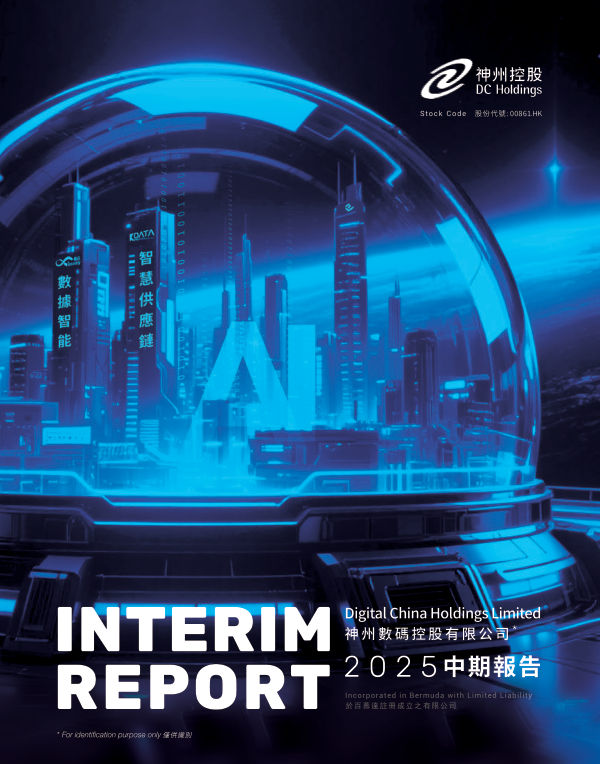 神州控股
DC Holdings
Stock Code 股份代號: 00861.HK
KDATA
數據智能
智慧供應鏈
AI
INTERIM
REPORT
Digital China Holdings Limited
神州數碼控股有限公司*
2025中期報告
Incorporated in Bermuda with Limited Liability
於百慕達註冊成立之有限公司
* For identification purpose only 僅供識別